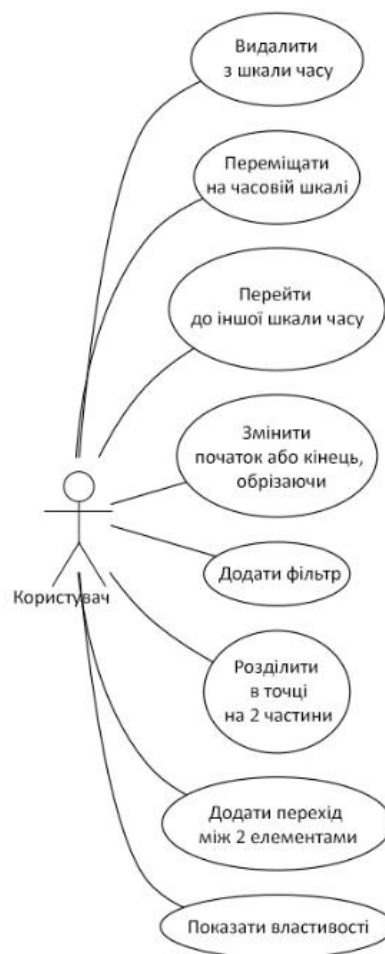 Видалити
з шкали часу
Переміщати
на часовій шкалі
Перейти
до іншої шкали часу
Змінити
початок або кінець,
обрізаючи
Додати фільтр
Користувач
Розділити
в точці
на 2 частини
Додати перехід
між 2 елементами
Показати властивості